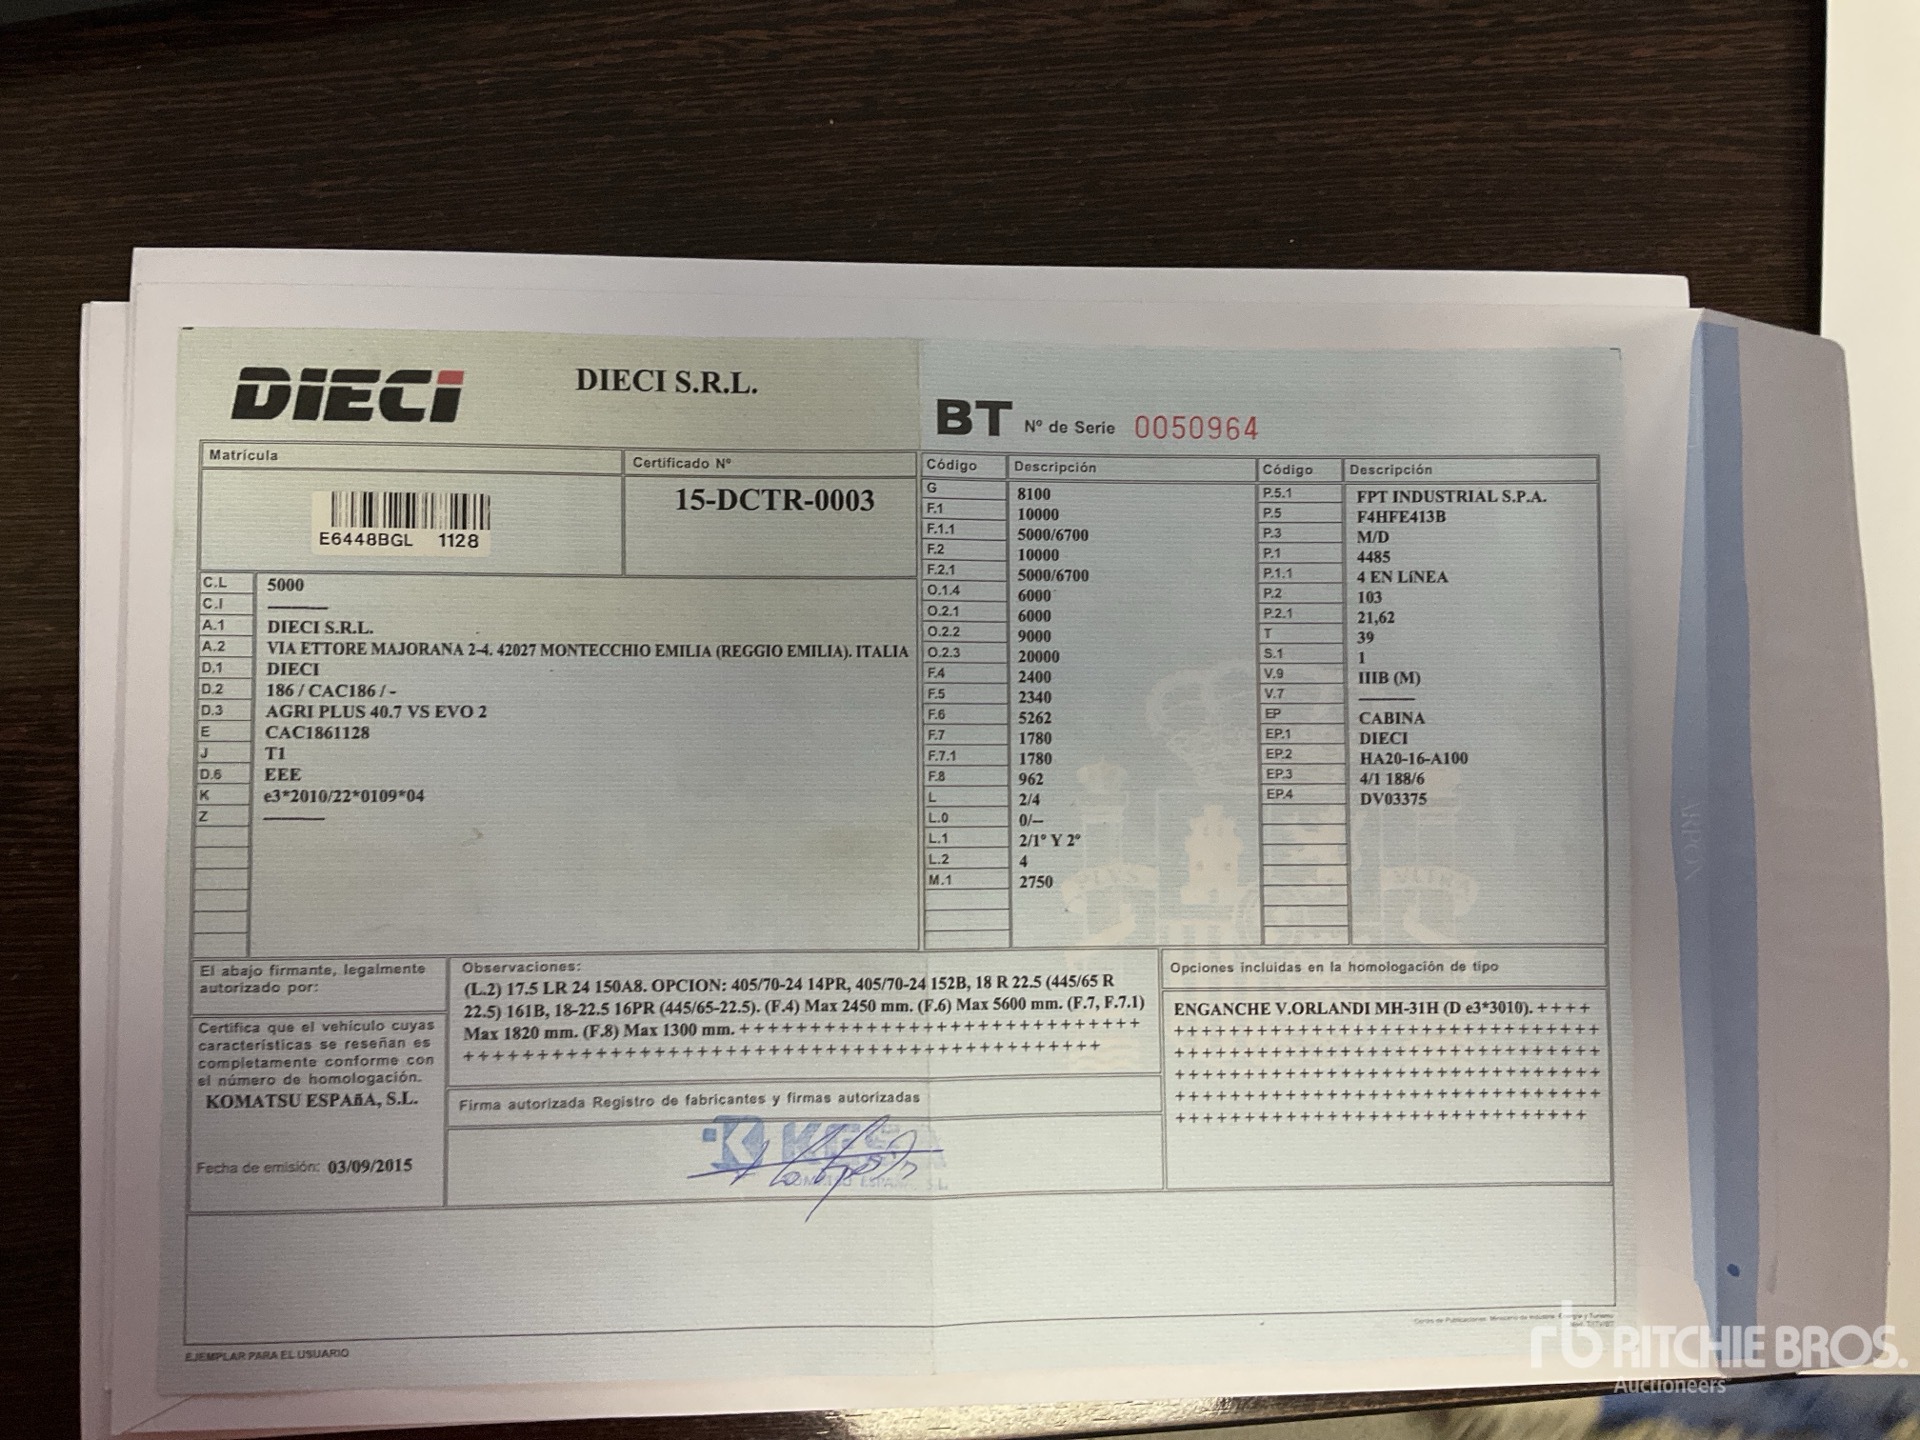 DIECI
DIECI S.R.L.
BT Nº de Serie 0050964
Matrícula
Certificado Nº
E6448BGL 1128
15-DCTR-0003
C.L 5000
C.I ———
A.1 DIECI S.R.L.
A.2 VIA ETTORE MAJORANA 2-4. 42027 MONTECCHIO EMILIA (REGGIO EMILIA). ITALIA
D.1 DIECI
D.2 186 / CAC186 / -
D.3 AGRI PLUS 40.7 VS EVO 2
E CAC1861128
J T1
D.6 EEE
K e3*2010/22*0109*04
Z ———
Código Descripción
G 8100
F.1 10000
F.1.1 5000/6700
F.2 10000
F.2.1 5000/6700
O.1.4 6000
O.2.1 6000
O.2.2 9000
O.2.3 20000
F.4 2400
F.5 2340
F.6 5262
F.7 1780
F.7.1 1780
F.8 962
L 2/4
L.0 0/--
L.1 2/1º Y 2º
L.2 4
M.1 2750
Código Descripción
P.5.1 FPT INDUSTRIAL S.P.A.
P.5 F4HFE413B
P.3 M/D
P.1 4485
P.1.1 4 EN LíNEA
P.2 103
P.2.1 21,62
T 39
S.1 1
V.9 IIIB (M)
V.7 ———
EP CABINA
EP.1 DIECI
EP.2 HA20-16-A100
EP.3 4/1 188/6
EP.4 DV03375
El abajo firmante, legalmente
autorizado por:
Certifica que el vehículo cuyas
características se reseñan es
completamente conforme con
el número de homologación.
KOMATSU ESPAñA, S.L.
Fecha de emisión: 03/09/2015
Observaciones:
(L.2) 17.5 LR 24 150A8. OPCION: 405/70-24 14PR, 405/70-24 152B, 18 R 22.5 (445/65 R
22.5) 161B, 18-22.5 16PR (445/65-22.5). (F.4) Max 2450 mm. (F.6) Max 5600 mm. (F.7, F.7.1)
Max 1820 mm. (F.8) Max 1300 mm. ++++++++++++++++++++++++++++
++++++++++++++++++++++++++++++++++++++++++++
Firma autorizada Registro de fabricantes y firmas autorizadas
KOMATSU ESPAÑA, S.L.
Opciones incluidas en la homologación de tipo
ENGANCHE V.ORLANDI MH-31H (D e3*3010). ++++
++++++++++++++++++++++++++++++
++++++++++++++++++++++++++++++
++++++++++++++++++++++++++++++
++++++++++++++++++++++++++++++
+++++++++++++++++++++++++++++
Centro de Publicaciones. Ministerio de Industria, Energía y Turismo
EJEMPLAR PARA EL USUARIO
rb RITCHIE BROS.
Auctioneers